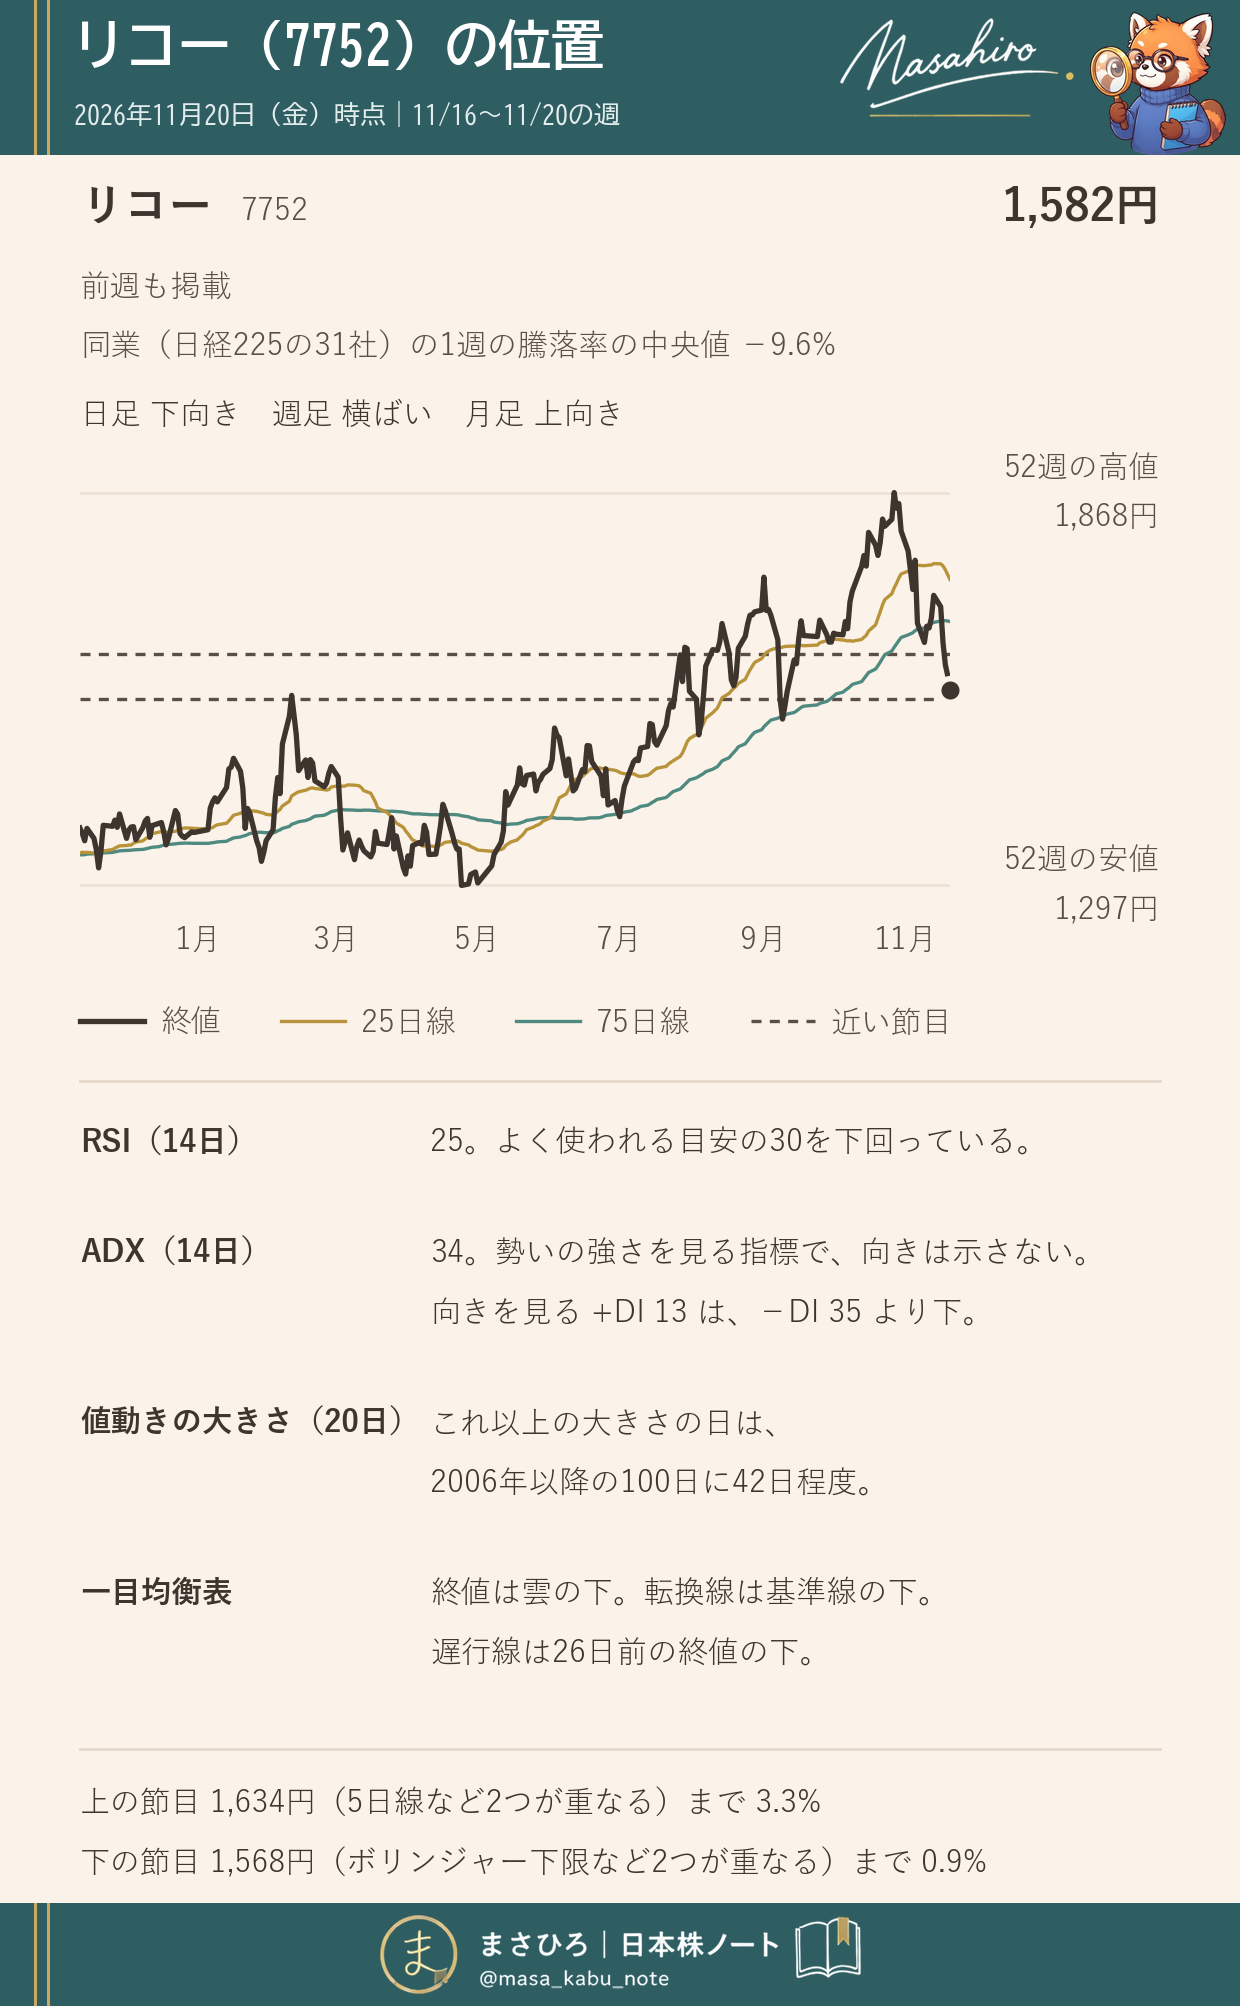 リコー（7752）の位置
2026年11月20日（金）時点｜11/16～11/20の週
Masahiro
リコー 7752
1,582円
前週も掲載
同業（日経225の31社）の1週の騰落率の中央値 －9.6%
日足 下向き 週足 横ばい 月足 上向き
52週の高値
1,868円
52週の安値
1,297円
1月 3月 5月 7月 9月 11月
終値 25日線 75日線 近い節目
RSI（14日） 25。よく使われる目安の30を下回っている。
ADX（14日） 34。勢いの強さを見る指標で、向きは示さない。
向きを見る +DI 13 は、－DI 35 より下。
値動きの大きさ（20日） これ以上の大きさの日は、
2006年以降の100日に42日程度。
一目均衡表 終値は雲の下。転換線は基準線の下。
遅行線は26日前の終値の下。
上の節目 1,634円（5日線など2つが重なる）まで 3.3%
下の節目 1,568円（ボリンジャー下限など2つが重なる）まで 0.9%
ま
まさひろ｜日本株ノート
@masa_kabu_note